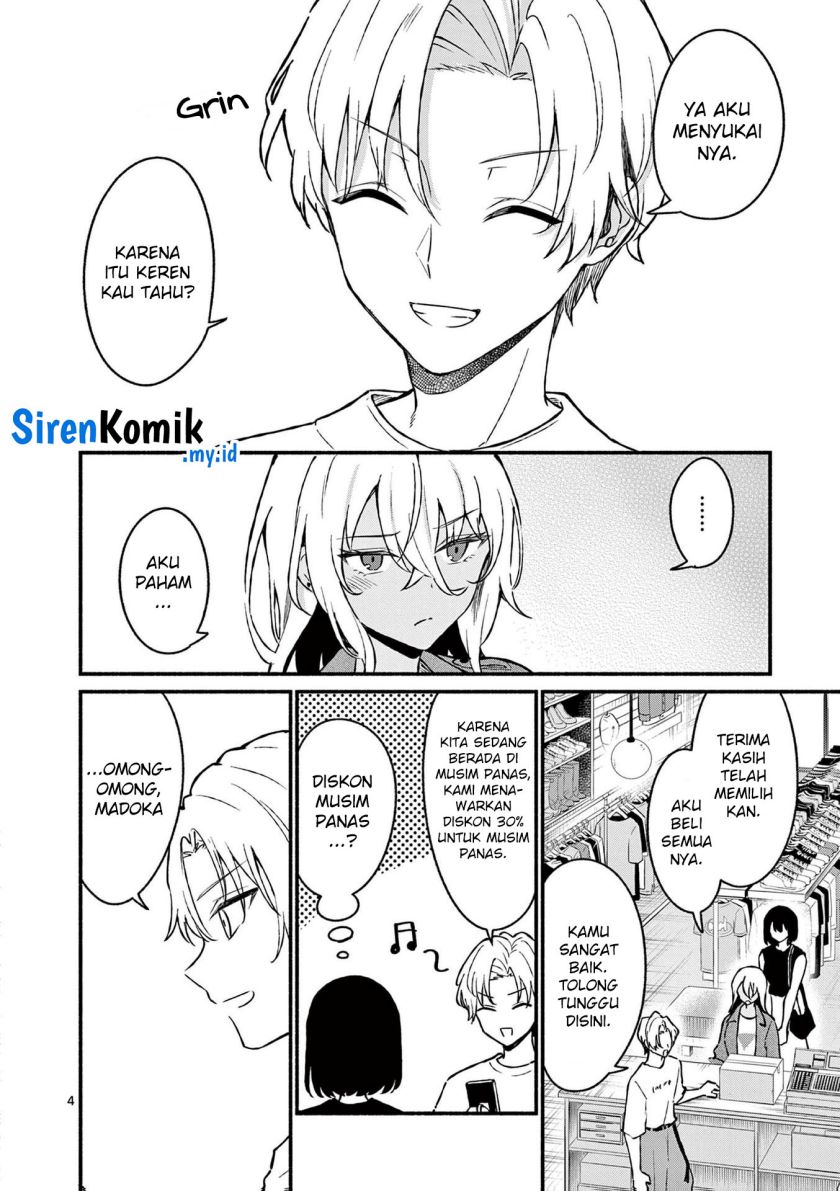 YA AKU
MENYUKAI
NYA.
Grin
KARENA
ITU KEREN
KAU TAHU?
SirenKomik
.my.id
......
AKU
PAHAM
...
TERIMA
KASIH
TELAH
MEMILIH
KAN.
AKU
BELI
SEMUA
NYA.
KAMU
SANGAT
BAIK.
TOLONG
TUNGGU
DISINI.
KARENA
KITA SEDANG
BERADA DI
MUSIM PANAS,
KAMI MENA-
WARKAN
DISKON 30%
UNTUK MUSIM
PANAS.
DISKON
MUSIM
PANAS
...?
...OMONG-
OMONG,
MADOKA
4